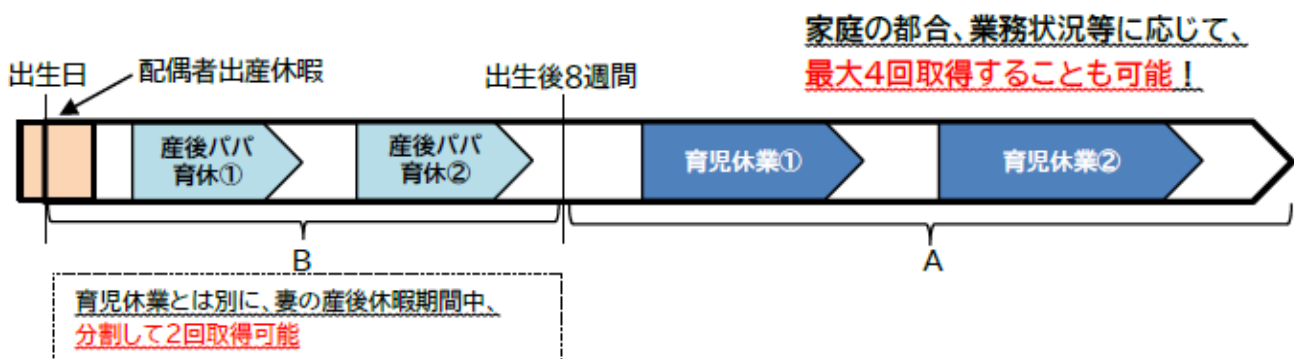 家庭の都合、業務状況等に応じて、
最大4回取得することも可能！
出生日
配偶者出産休暇
出生後8週間
産後パパ
育休①
産後パパ
育休②
育児休業①
育児休業②
B
A
育児休業とは別に、妻の産後休暇期間中、
分割して2回取得可能